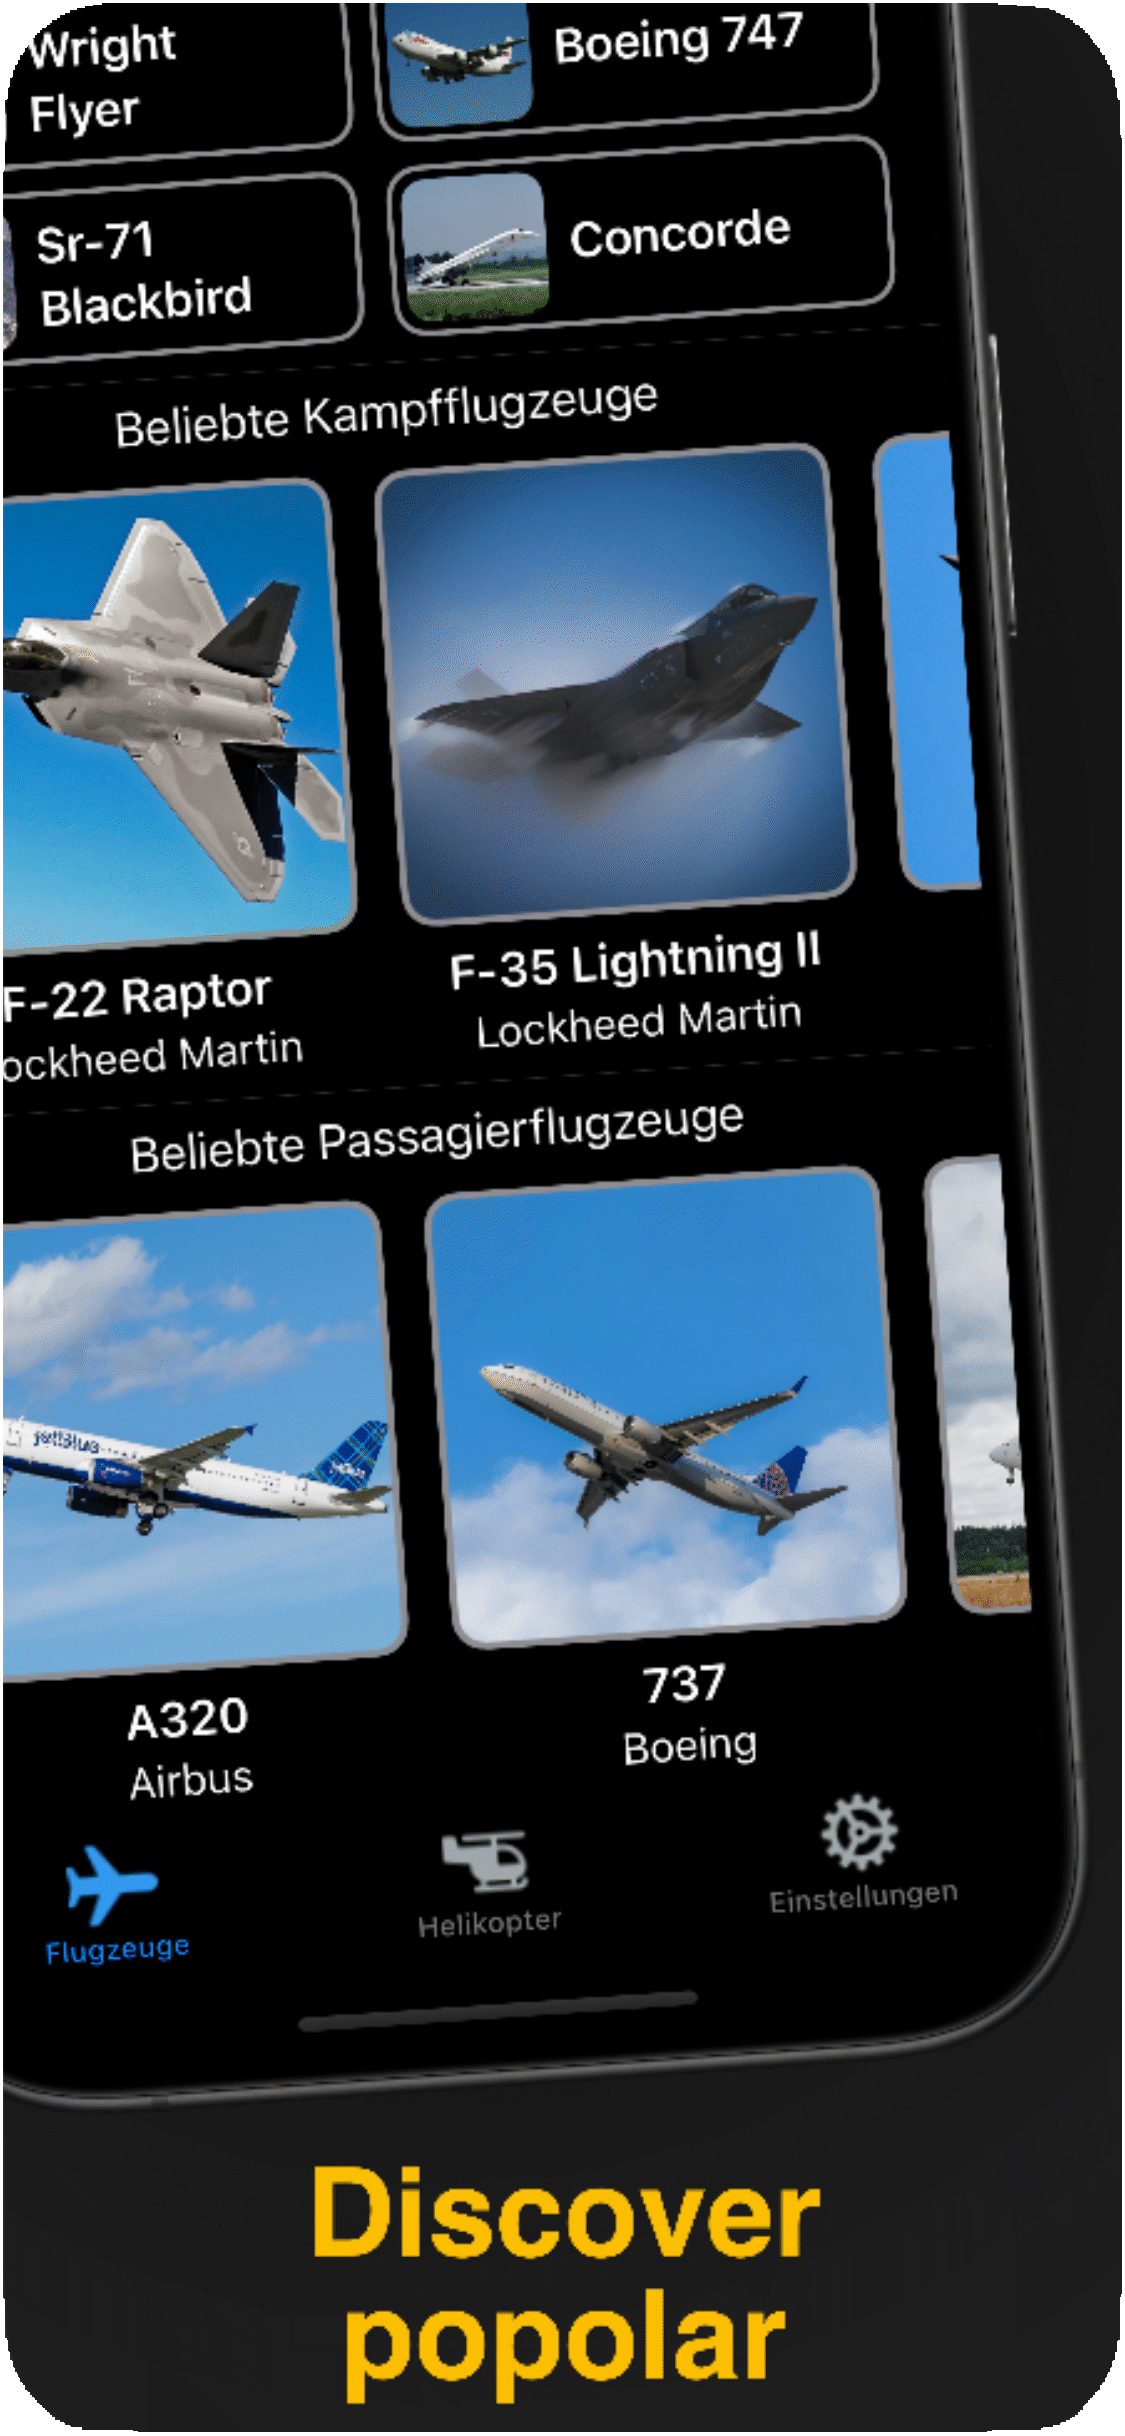 Wright
Flyer
Boeing 747
Sr-71
Blackbird
Concorde
Beliebte Kampfflugzeuge
F-22 Raptor
ockheed Martin
F-35 Lightning II
Lockheed Martin
Beliebte Passagierflugzeuge
jetBlue
A320
Airbus
737
Boeing
Flugzeuge
Helikopter
Einstellungen
Discover
popolar